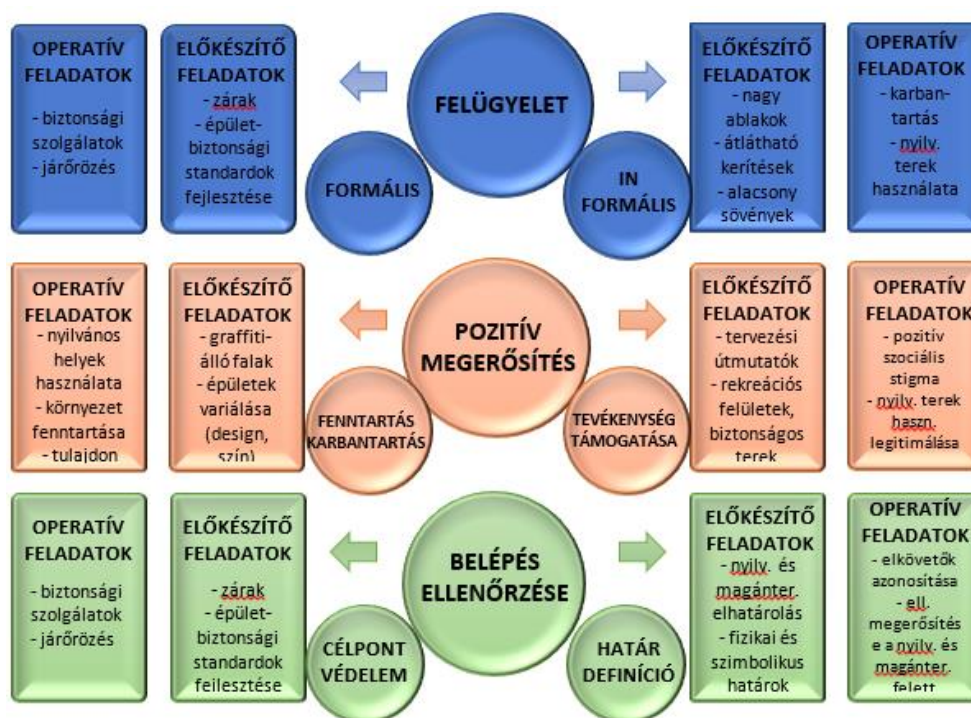 OPERATÍV
FELADATOK
- biztonsági
szolgálatok
- járőrözés
ELŐKÉSZÍTŐ
FELADATOK
- zárak
- épület-
biztonsági
standardok
fejlesztése
FELÜGYELET
FORMÁLIS
IN
FORMÁLIS
ELŐKÉSZÍTŐ
FELADATOK
- nagy
ablakok
- átlátható
kerítések
- alacsony
sövények
OPERATÍV
FELADATOK
- karban-
tartás
- nyilv.
terek
használata
OPERATÍV
FELADATOK
- nyilvános
helyek
használata
- környezet
fenntartása
- tulajdon
ELŐKÉSZÍTŐ
FELADATOK
- graffiti-
álló falak
- épületek
variálása
(design,
szín)
POZITÍV
MEGERŐSÍTÉS
FENNTARTÁS
KARBANTARTÁS
TEVÉKENYSÉG
TÁMOGATÁSA
ELŐKÉSZÍTŐ
FELADATOK
- tervezési
útmutatók
- rekreációs
felületek,
biztonságos
terek
OPERATÍV
FELADATOK
- pozitív
szociális
stigma
- nyilv. terek
haszn.
legitimálása
OPERATÍV
FELADATOK
- biztonsági
szolgálatok
- járőrözés
ELŐKÉSZÍTŐ
FELADATOK
- zárak
- épület-
biztonsági
standardok
fejlesztése
BELÉPÉS
ELLENŐRZÉSE
CÉLPONT
VÉDELEM
HATÁR
DEFINÍCIÓ
ELŐKÉSZÍTŐ
FELADATOK
- nyilv. és
magánter.
elhatárolás
- fizikai és
szimbolikus
határok
OPERATÍV
FELADATOK
- elkövetők
azonosítása
- ell.
megerősítés
e a nyilv. és
magánter.
felett